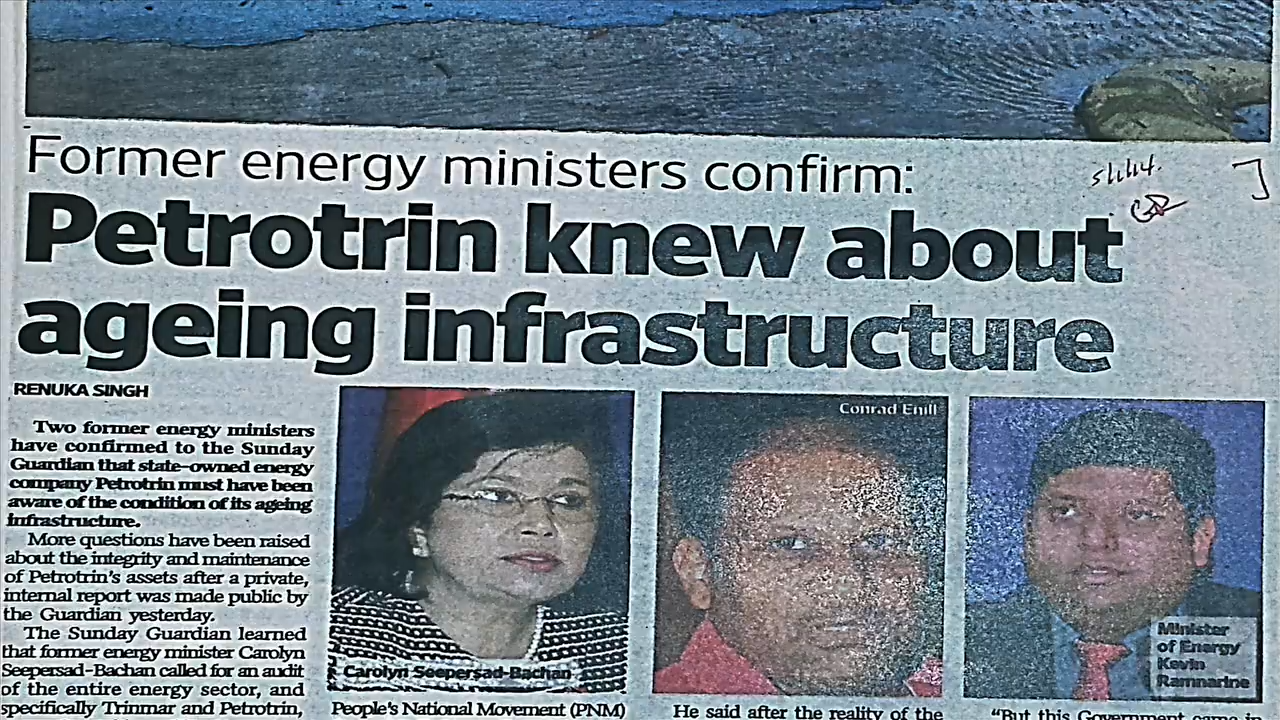 Former energy ministers confirm:
Petrotrin knew about
ageing infrastructure
RENUKA SINGH
Two former energy ministers
have confirmed to the Sunday
Guardian that state-owned energy
company Petrotrin must have been
aware of the condition of its ageing
infrastructure.
More questions have been raised
about the integrity and maintenance
of Petrotrin's assets after a private,
internal report was made public by
the Guardian yesterday.
The Sunday Guardian learned
that former energy minister Carolyn
Seepersad-Bachan called for an audit
of the entire energy sector, and
specifically Trinmar and Petrotrin,
Carolyn Seepersad-Bachan
People's National Movement (PNM)
Conrad Enill
He said after the reality of the
Minister
of Energy
Kevin
Ramnarine
"But this Government came in